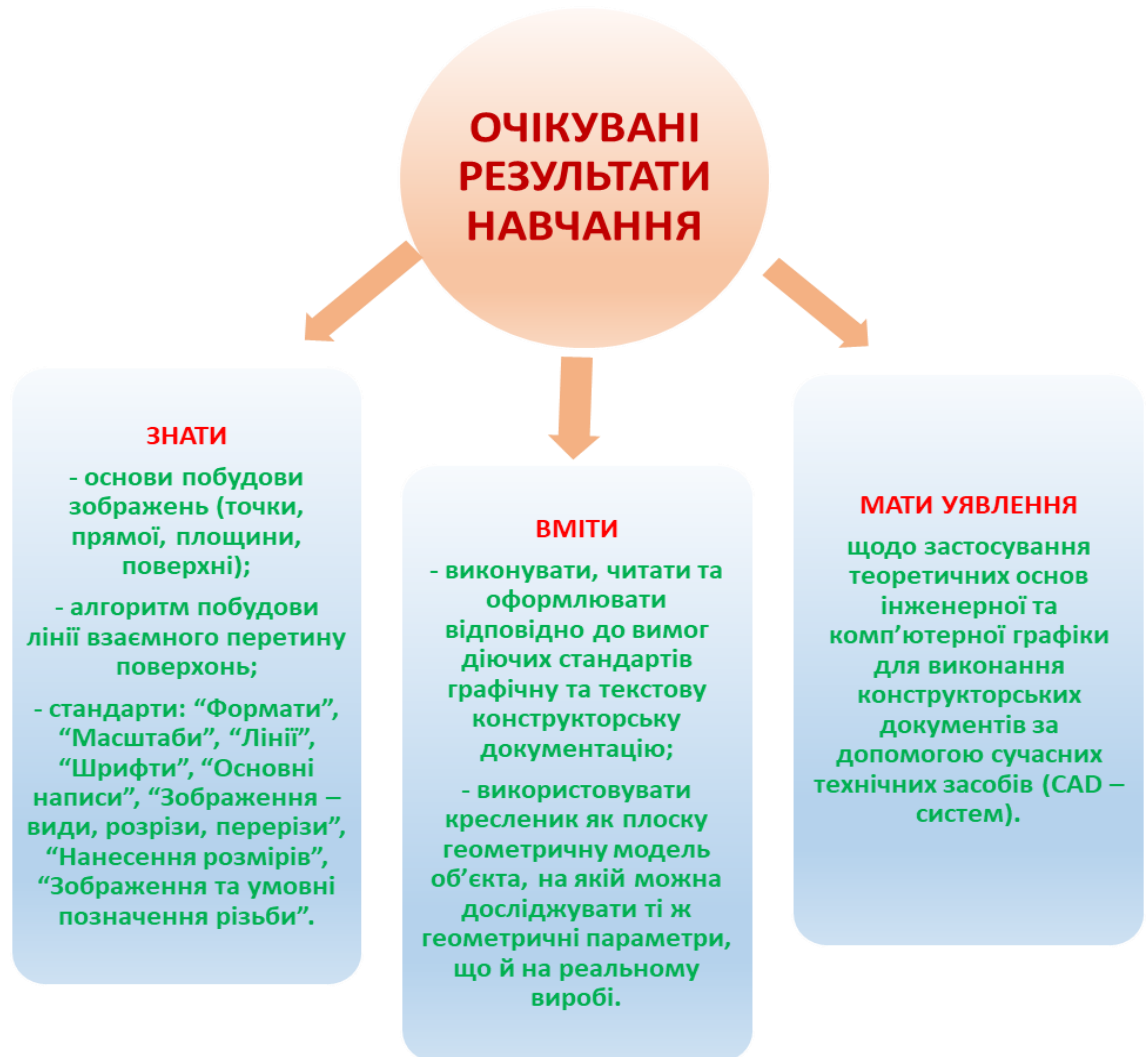 ОЧІКУВАНІ
РЕЗУЛЬТАТИ
НАВЧАННЯ
ЗНАТИ
- основи побудови
зображень (точки,
прямої, площини,
поверхні);
- алгоритм побудови
лінії взаємного перетину
поверхонь;
- стандарти: “Формати”,
“Масштаби”, “Лінії”,
“Шрифти”, “Основні
написи”, “Зображення –
види, розрізи, перерізи”,
“Нанесення розмірів”,
“Зображення та умовні
позначення різьби”.
ВМІТИ
- виконувати, читати та
оформлювати
відповідно до вимог
діючих стандартів
графічну та текстову
конструкторську
документацію;
- використовувати
кресленик як плоску
геометричну модель
об’єкта, на якій можна
досліджувати ті ж
геометричні параметри,
що й на реальному
виробі.
МАТИ УЯВЛЕННЯ
щодо застосування
теоретичних основ
інженерної та
комп’ютерної графіки
для виконання
конструкторських
документів за
допомогою сучасних
технічних засобів (CAD –
систем).